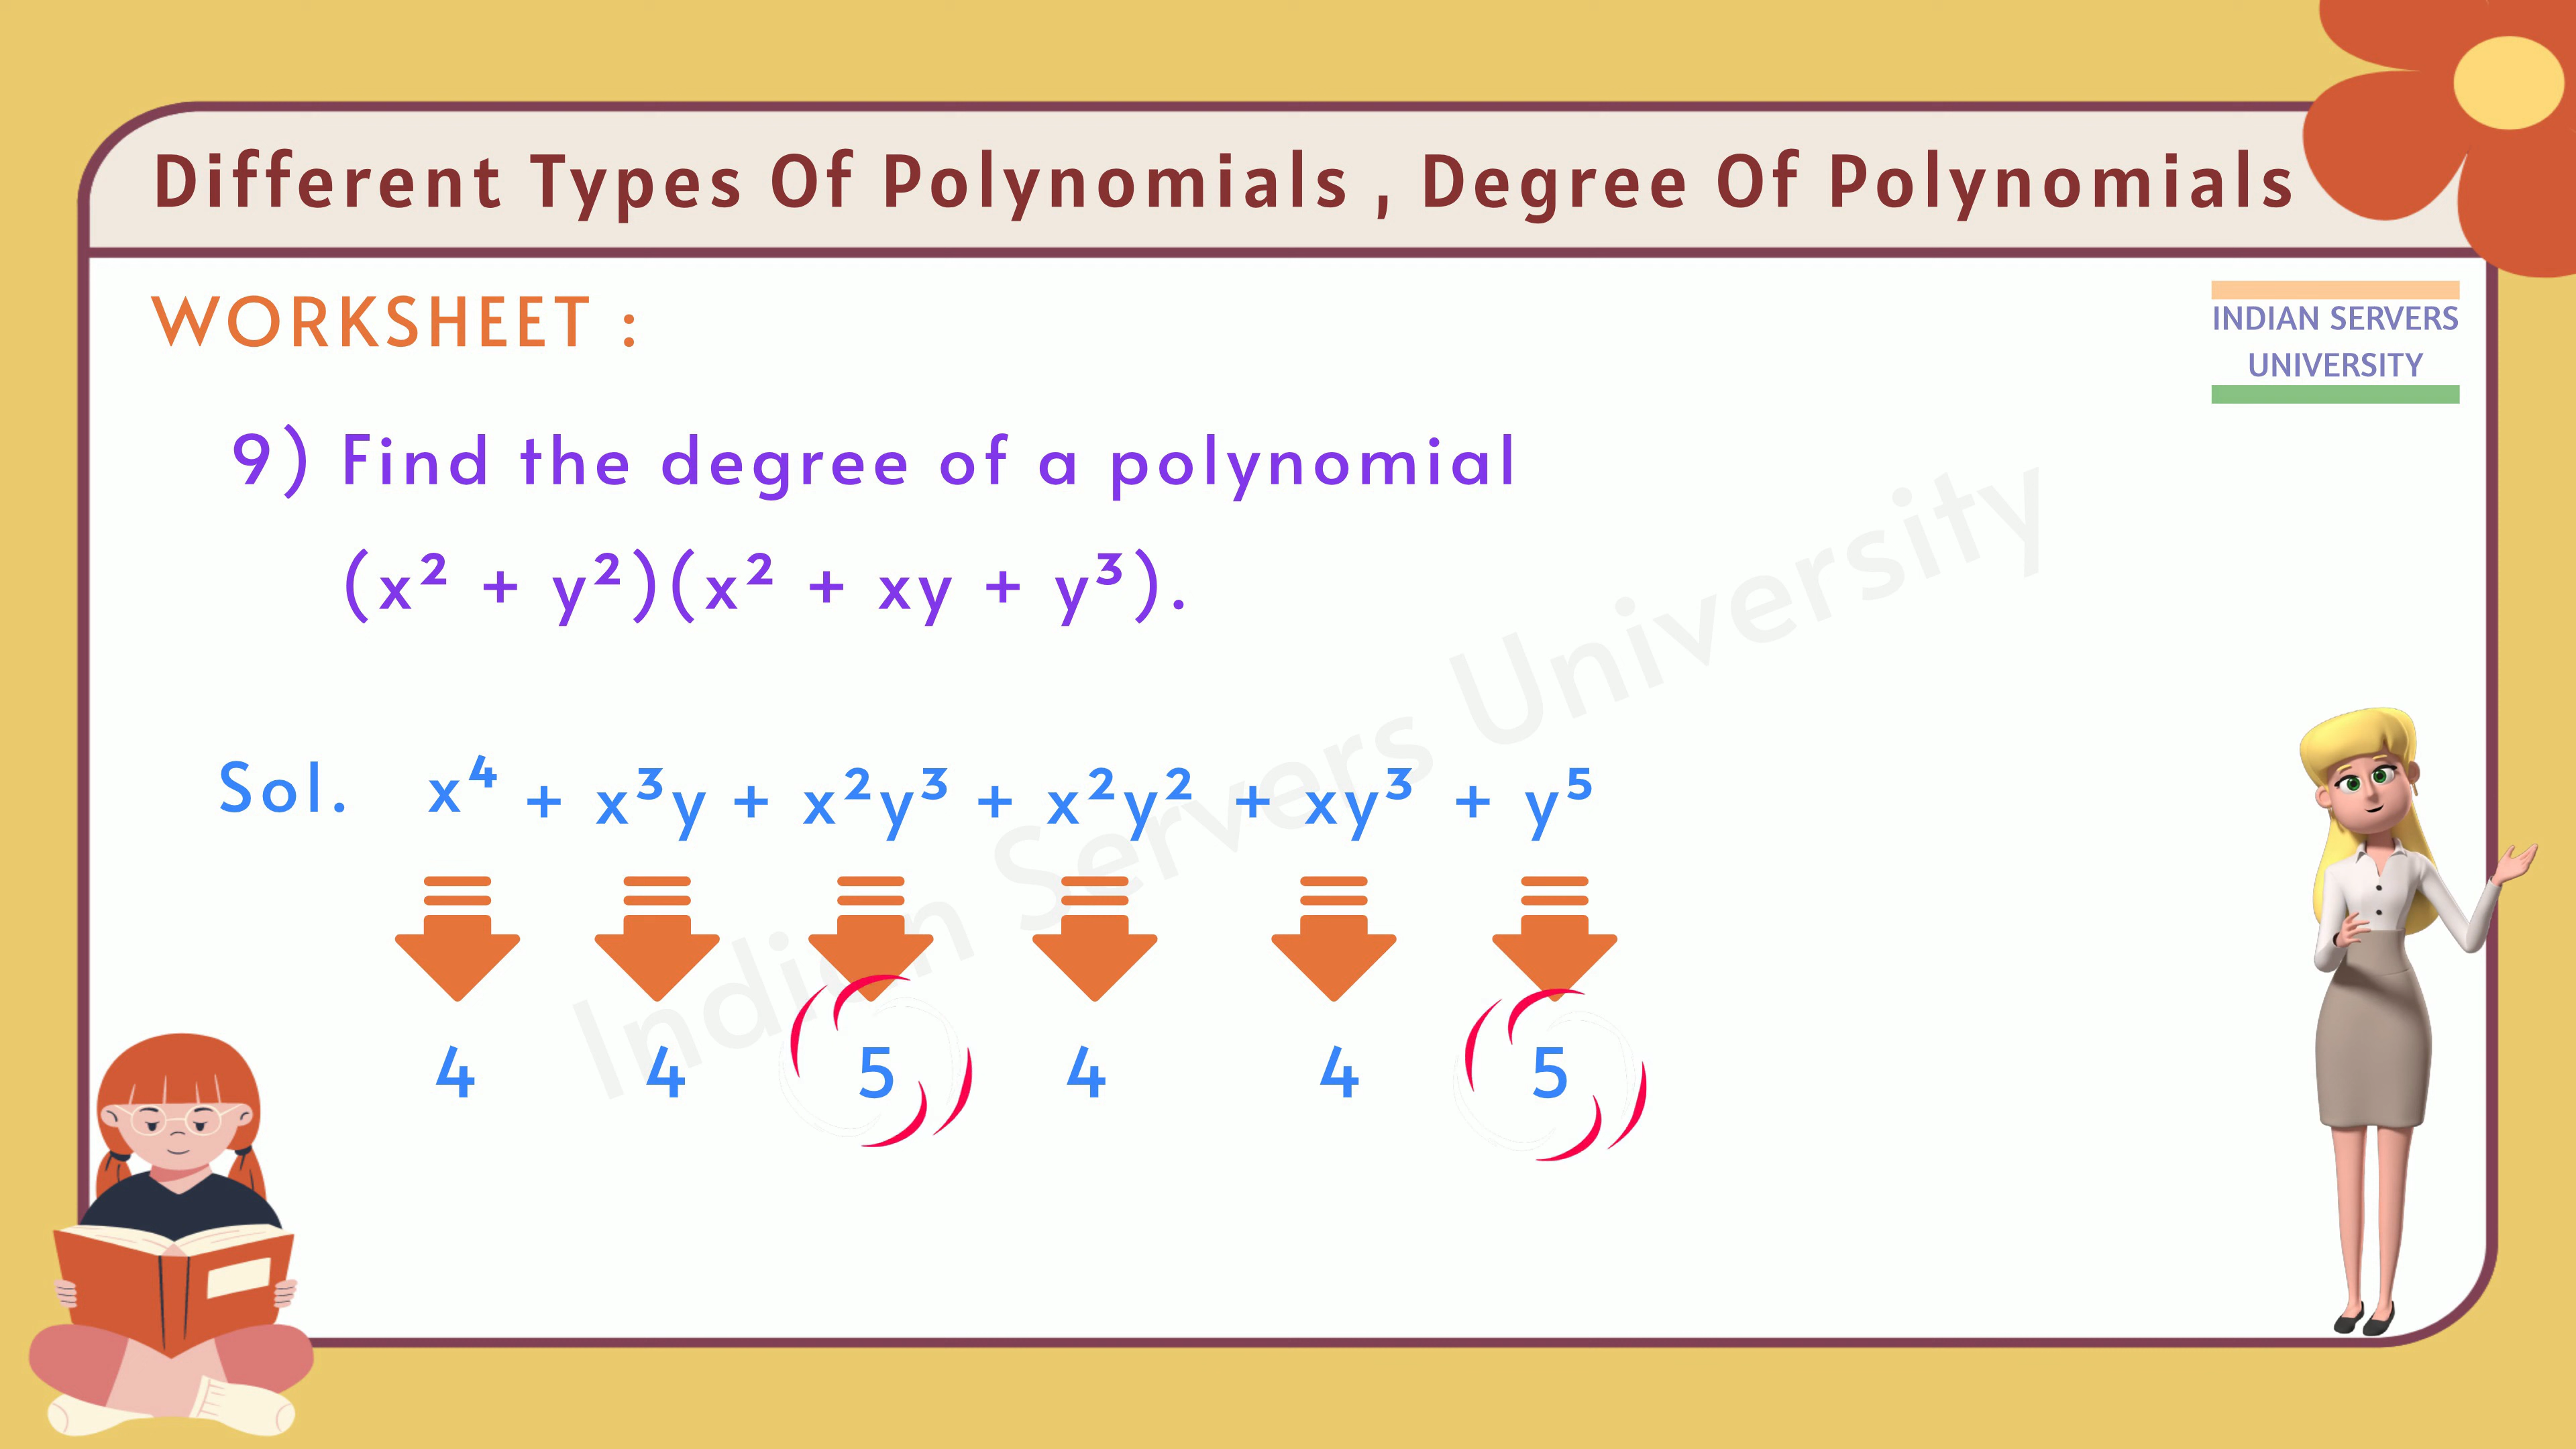 Different Types Of Polynomials , Degree Of Polynomials
WORKSHEET :
INDIAN SERVERS
UNIVERSITY
9) Find the degree of a polynomial
(x² + y²)(x² + xy + y³).
Sol. x⁴ + x³y + x²y³ + x²y² + xy³ + y⁵
4 4 5 4 4 5
Indian Servers University